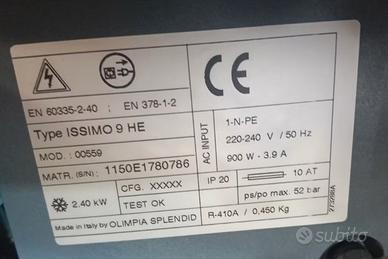 EN 60335-2-40 ; EN 378-1-2
Type ISSIMO 9 HE
MOD. : 00559
MATR. (S/N) : 1150E1780786
2.40 kW
CFG. XXXXX
TEST OK
Made in Italy by OLIMPIA SPLENDID
CE
AC INPUT
1-N-PE
220-240 V / 50 Hz
900 W - 3.9 A
IP 20
10 AT
ps/po max. 52 bar
R-410A / 0,450 Kg
subito